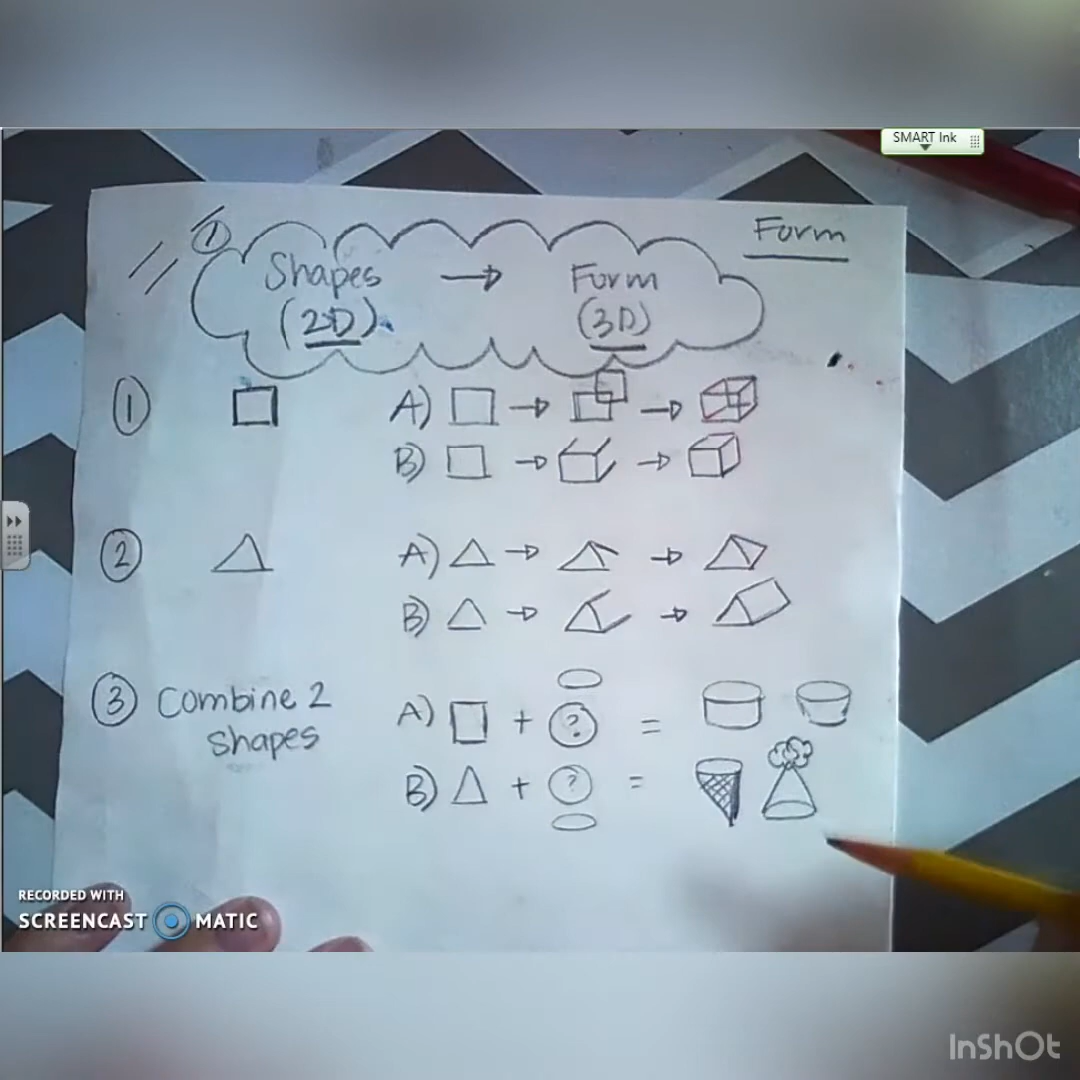 SMART Ink
Form
1
Shapes → Form
(2D) (3D)
1 A) → →
B) → →
2 A) → →
B) → →
3 Combine 2
Shapes
A) + ? =
B) + ? =
RECORDED WITH
SCREENCAST MATIC
InShOt